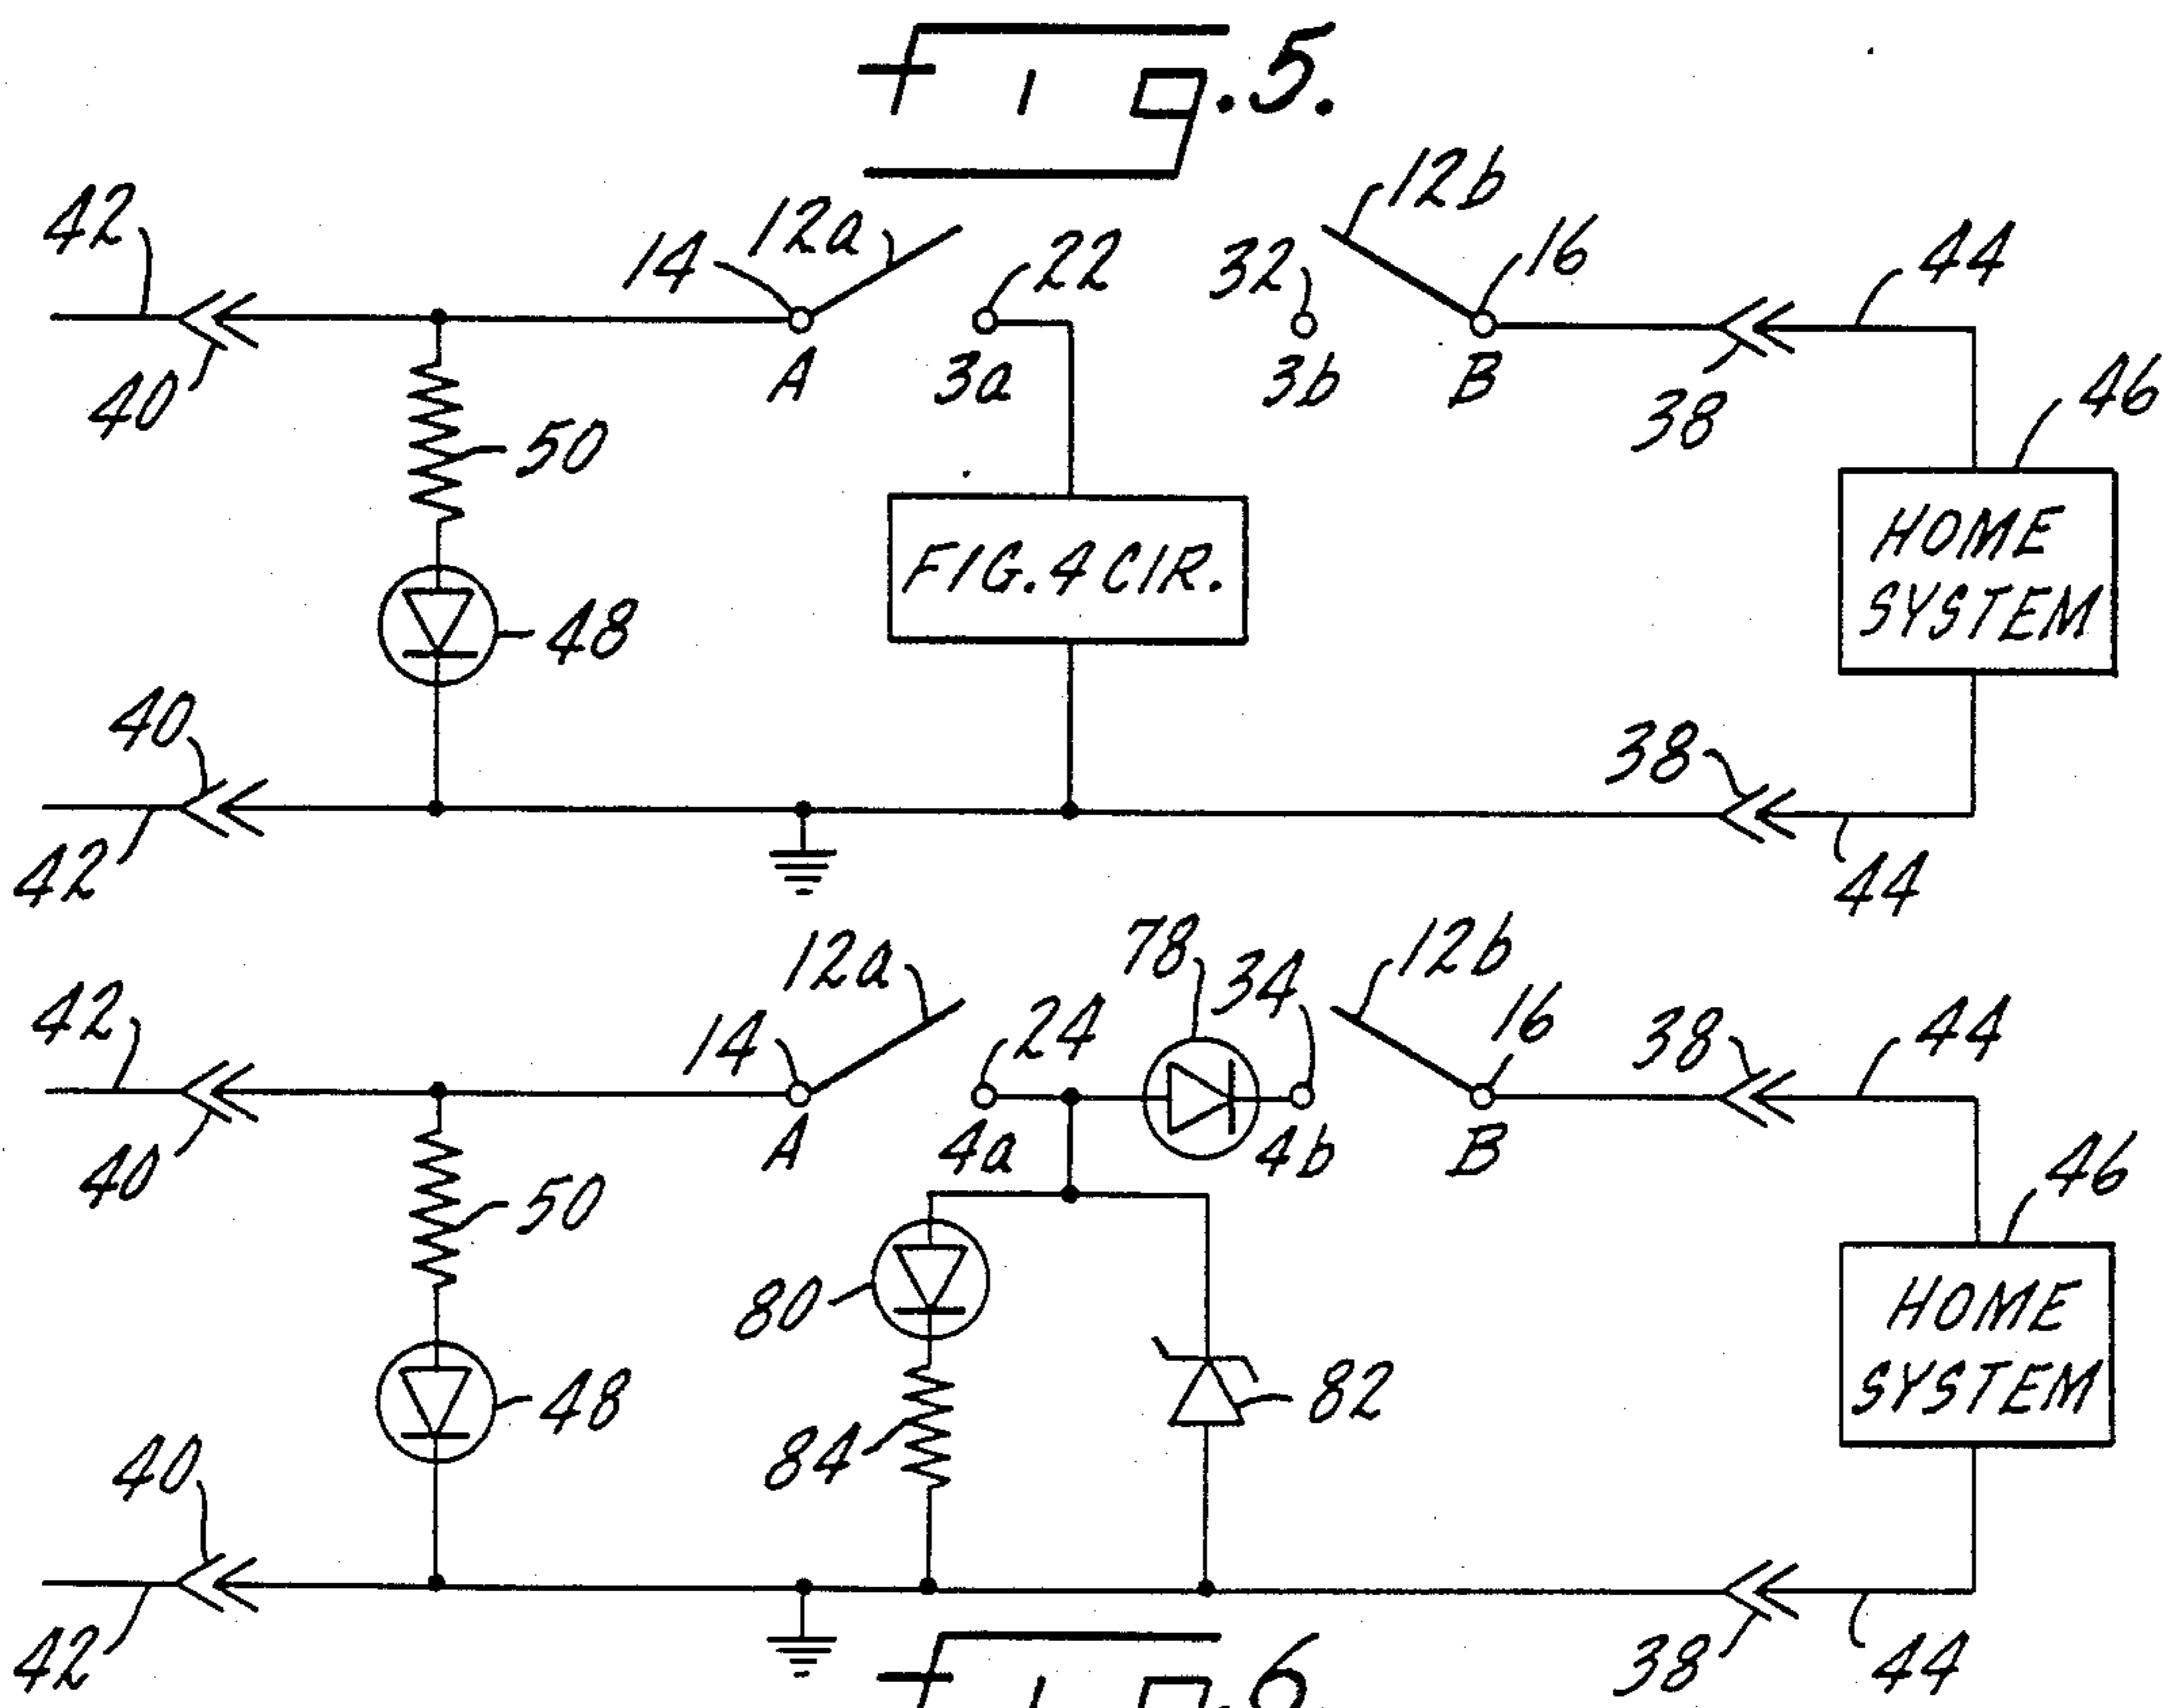 Fig. 5.
42 14 12a 22 32 12b 16 44
40 A 3a 3b B 38 46
50
FIG. 4 CIR.
HOME
SYSTEM
48
40 38
42 44
42 14 12a 24 78 34 12b 16 38 44
40 A 4a 4b B 46
50
80
HOME
SYSTEM
48 84 82
40
42 38 44
Fig. 6